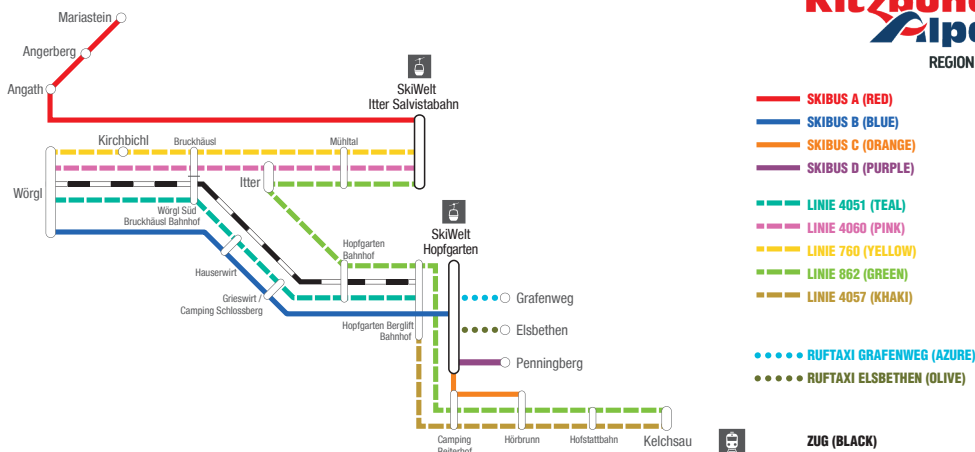 Mariastein
Angerberg
Angath
SkiWelt
Itter Salvistabahn
Kirchbichl
Bruckhäusl
Mühltal
Wörgl
Itter
Wörgl Süd
Bruckhäusl Bahnhof
SkiWelt
Hopfgarten
Hopfgarten
Bahnhof
Hauserwirt
Grieswirt /
Camping Schlossberg
Hopfgarten Berglift
Bahnhof
Grafenweg
Elsbethen
Penningberg
Camping
Reiterhof
Hörbrunn
Hofstattbahn
Kelchsau
REGION
SKIBUS A (RED)
SKIBUS B (BLUE)
SKIBUS C (ORANGE)
SKIBUS D (PURPLE)
LINIE 4051 (TEAL)
LINIE 4060 (PINK)
LINIE 760 (YELLOW)
LINIE 862 (GREEN)
LINIE 4057 (KHAKI)
RUFTAXI GRAFENWEG (AZURE)
RUFTAXI ELSBETHEN (OLIVE)
ZUG (BLACK)